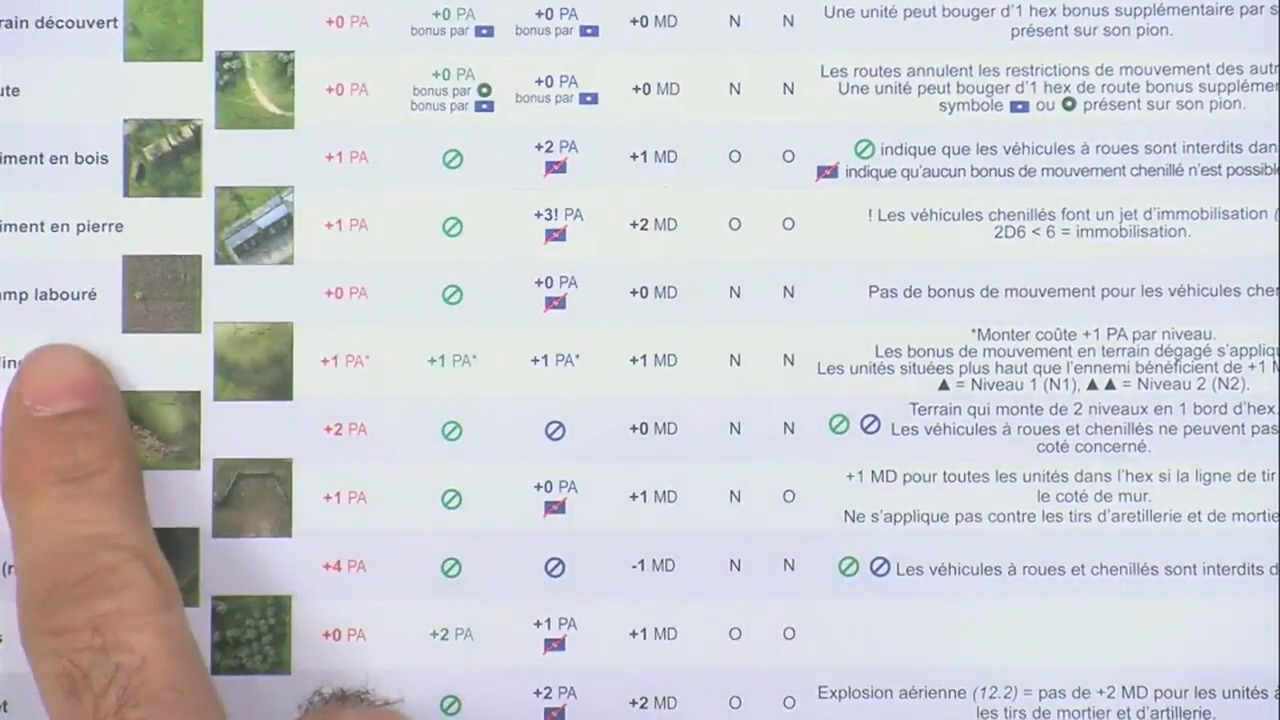 rain découvert +0 PA +0 PA bonus par +0 PA bonus par +0 MD N N Une unité peut bouger d'1 hex bonus supplémentaire par s
présent sur son pion.
ute +0 PA +0 PA bonus par bonus par +0 PA bonus par +0 MD N N Les routes annulent les restrictions de mouvement des autr
Une unité peut bouger d'1 hex de route bonus supplémen
symbole ou présent sur son pion.
iment en bois +1 PA +2 PA +1 MD O O indique que les véhicules à roues sont interdits dan
indique qu'aucun bonus de mouvement chenillé n'est possibl
iment en pierre +1 PA +3! PA +2 MD O O ! Les véhicules chenillés font un jet d'immobilisation
2D6 < 6 = immobilisation.
mp labouré +0 PA +0 PA +0 MD N N Pas de bonus de mouvement pour les véhicules che
lin +1 PA* +1 PA* +1 PA* +1 MD N N *Monter coûte +1 PA par niveau.
Les bonus de mouvement en terrain dégagé s'appliq
Les unités situées plus haut que l'ennemi bénéficient de +1 M
▲ = Niveau 1 (N1), ▲▲ = Niveau 2 (N2).
+2 PA +0 MD N N Terrain qui monte de 2 niveaux en 1 bord d'hex
Les véhicules à roues et chenillés ne peuvent pas
coté concerné.
+1 PA +0 PA +1 MD N O +1 MD pour toutes les unités dans l'hex si la ligne de tir
le coté de mur.
Ne s'applique pas contre les tirs d'aretillerie et de mortie
(r +4 PA -1 MD N N Les véhicules à roues et chenillés sont interdits d
s +0 PA +2 PA +1 PA +1 MD O O
et +2 PA +2 MD O O Explosion aérienne (12.2) = pas de +2 MD pour les unités
les tirs de mortier et d'artillerie.